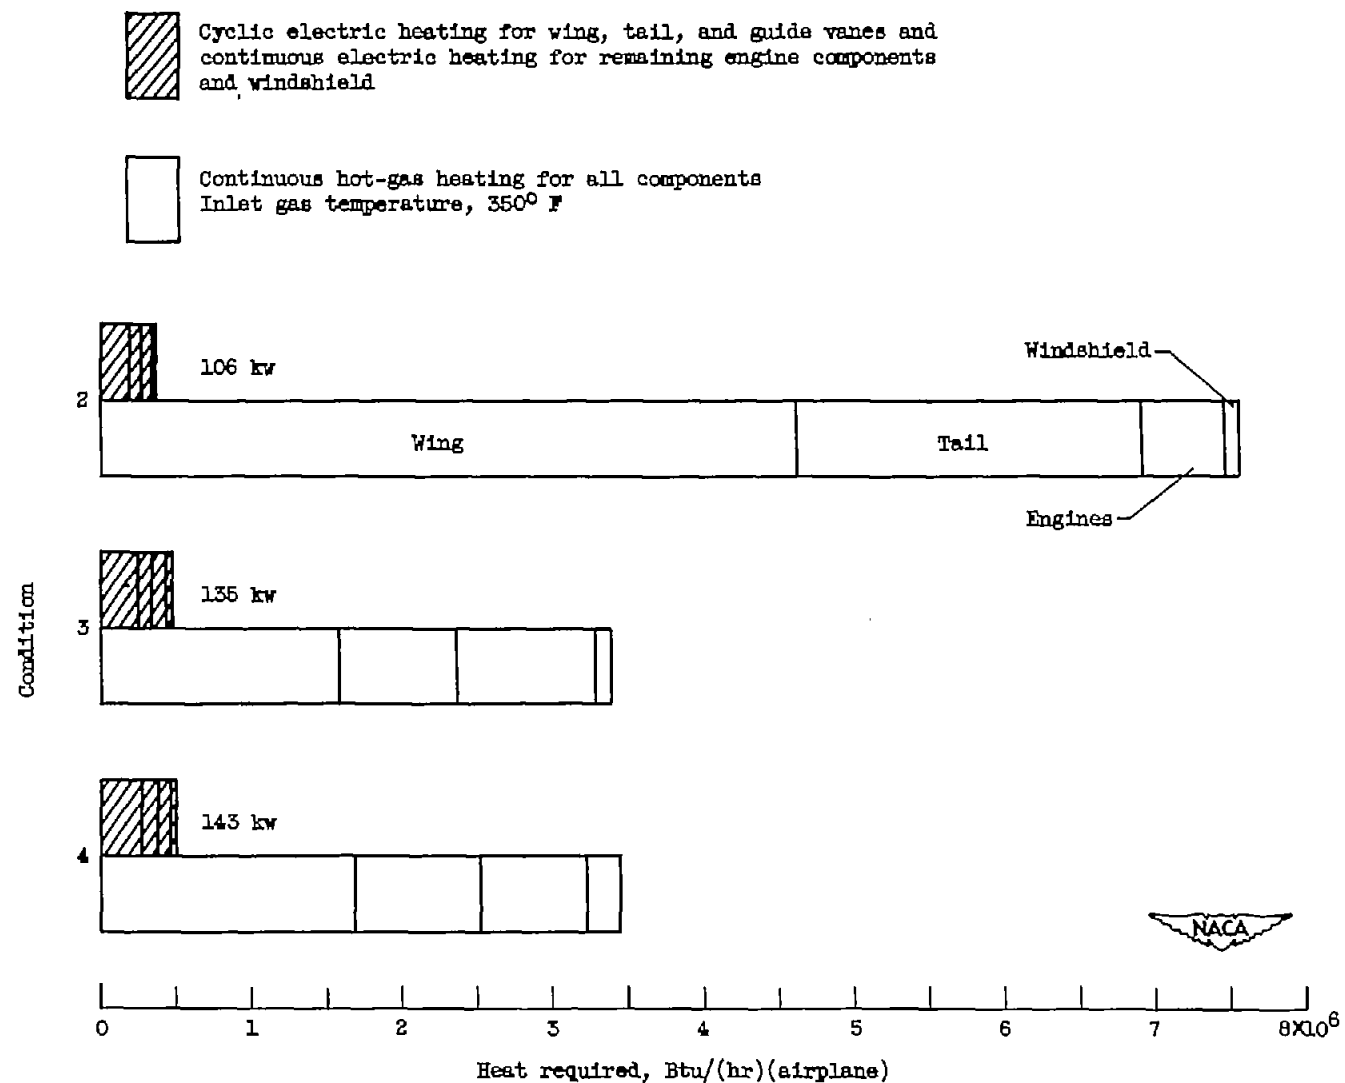 Cyclic electric heating for wing, tail, and guide vanes and
continuous electric heating for remaining engine components
and windshield
Continuous hot-gas heating for all components
Inlet gas temperature, 350° F
106 kw
Windshield
2
Wing
Tail
Engines
135 kw
3
Condition
143 kw
4
NACA
0 1 2 3 4 5 6 7 8X10⁶
Heat required, Btu/(hr)(airplane)